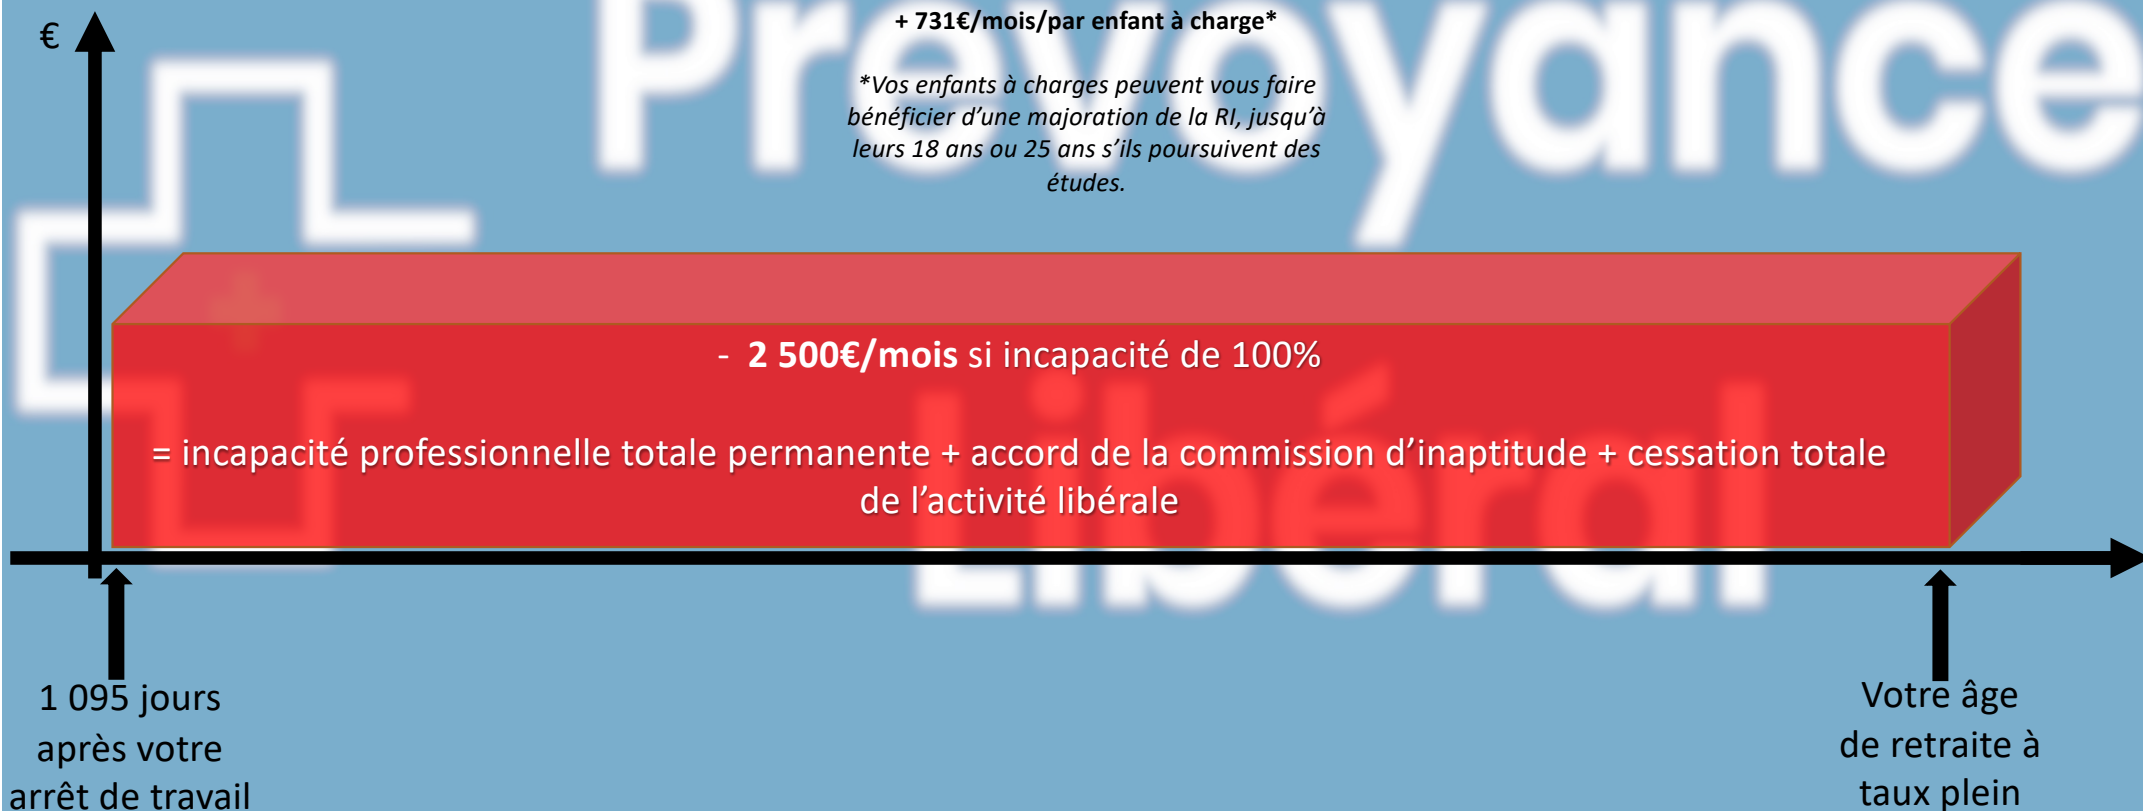 Prévoyance
Libéral
€
+ 731€/mois/par enfant à charge*
*Vos enfants à charges peuvent vous faire
bénéficier d’une majoration de la RI, jusqu’à
leurs 18 ans ou 25 ans s’ils poursuivent des
études.
- 2 500€/mois si incapacité de 100%
= incapacité professionnelle totale permanente + accord de la commission d’inaptitude + cessation totale
de l’activité libérale
1 095 jours
après votre
arrêt de travail
Votre âge
de retraite à
taux plein